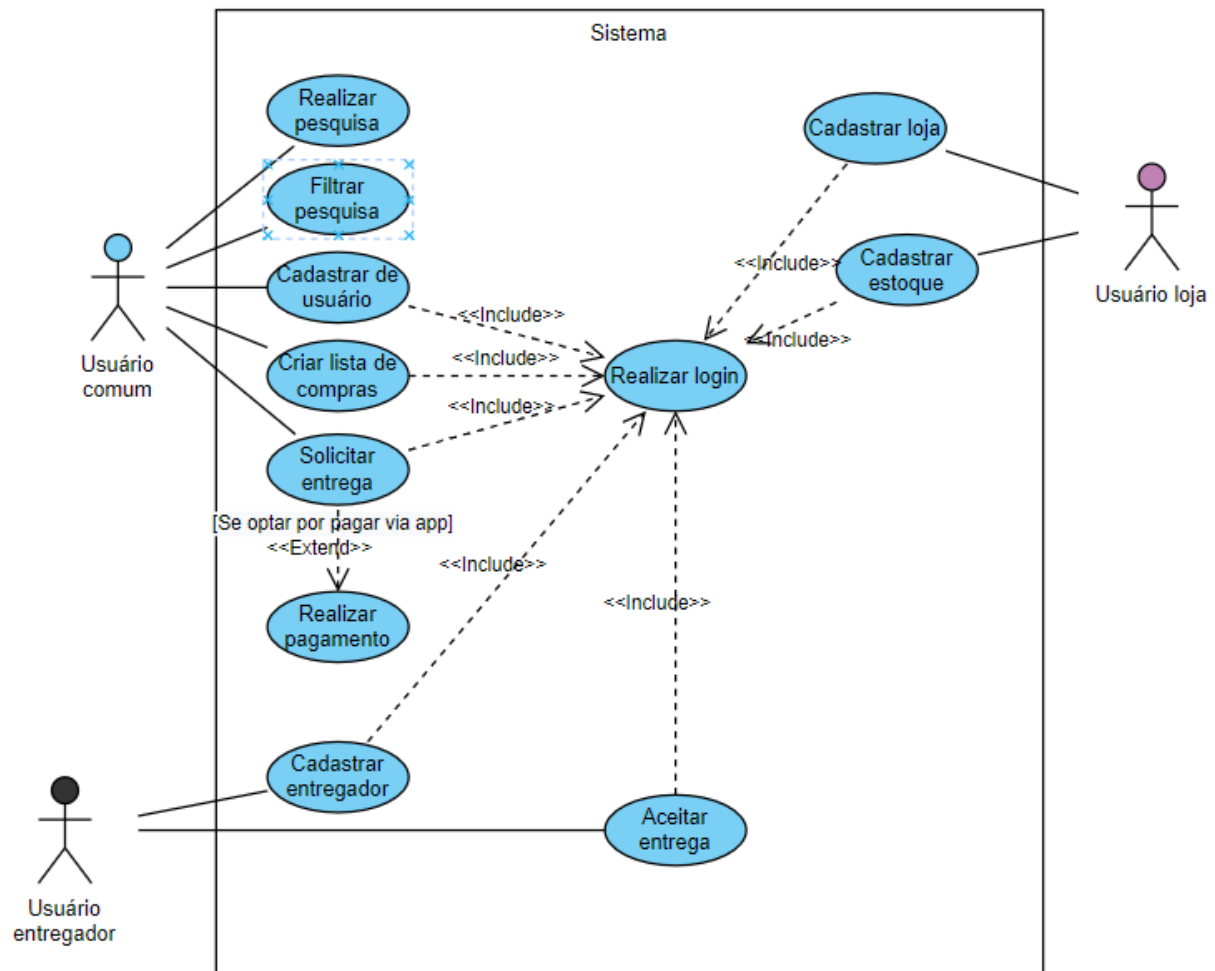 Sistema
Realizar
pesquisa
Cadastrar loja
Filtrar
pesquisa
Cadastrar de
usuário
<<Include>>
Cadastrar
estoque
Usuário loja
Usuário
comum
<<Include>>
<<Include>>
Criar lista de
compras
<<Include>>
Realizar login
<<Include>>
Solicitar
entrega
[Se optar por pagar via app]
<<Extend>>
<<Include>>
<<Include>>
Realizar
pagamento
Cadastrar
entregador
Aceitar
entrega
Usuário
entregador